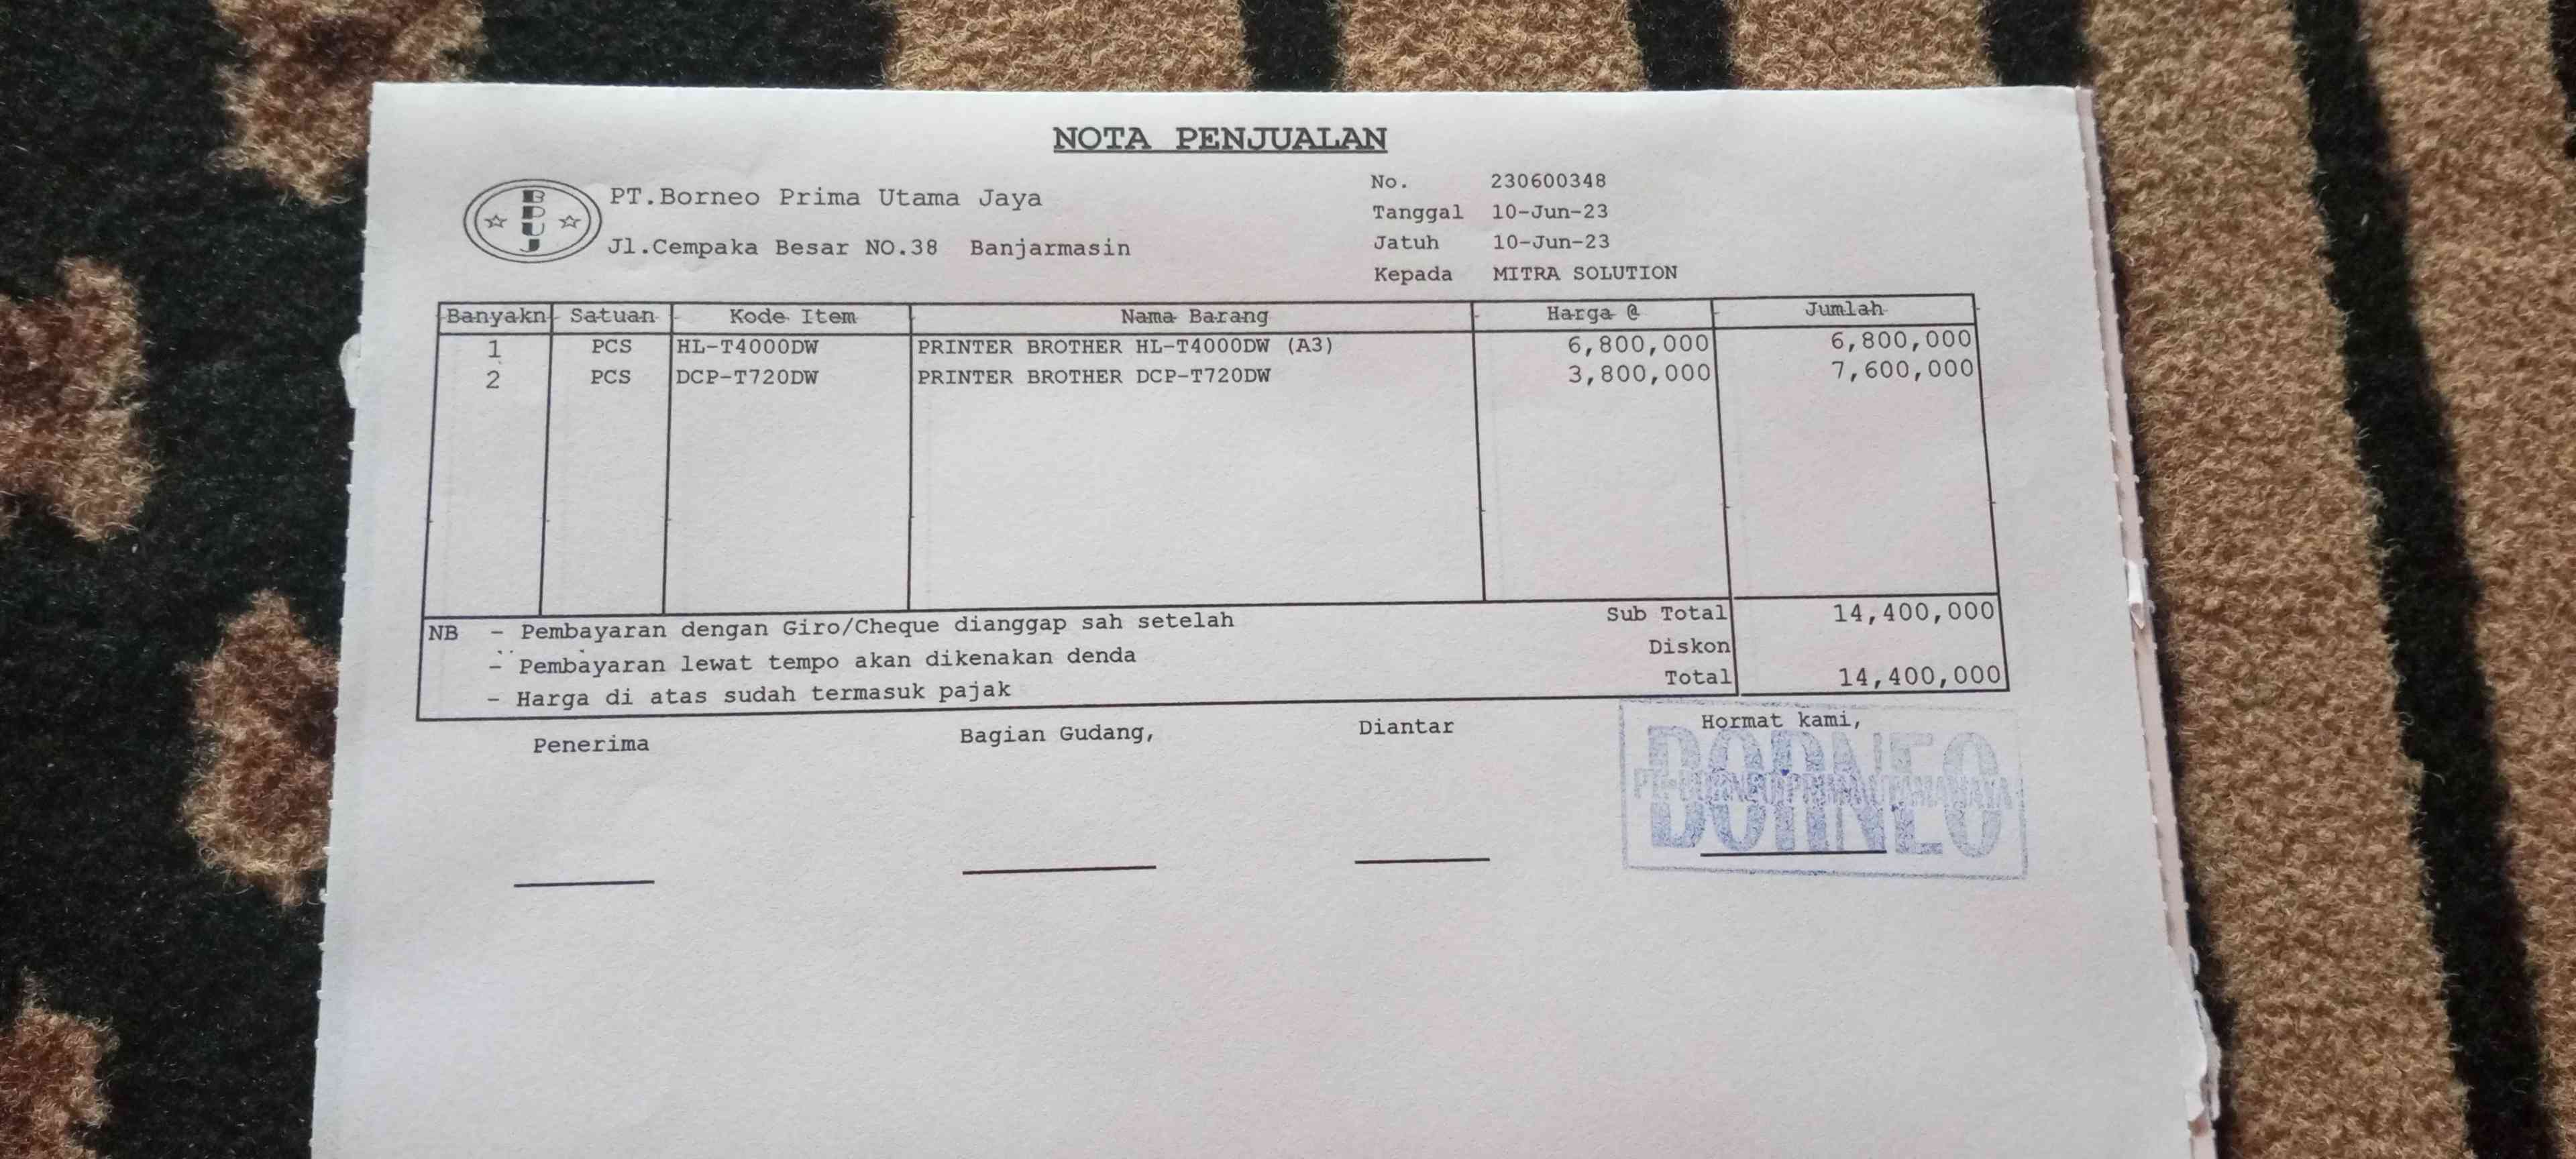 NOTA PENJUALAN
BPUJ
PT.Borneo Prima Utama Jaya
Jl.Cempaka Besar NO.38 Banjarmasin
No. 230600348
Tanggal 10-Jun-23
Jatuh 10-Jun-23
Kepada MITRA SOLUTION
Banyakn Satuan Kode Item Nama Barang Harga @ Jumlah
1 PCS HL-T4000DW PRINTER BROTHER HL-T4000DW (A3) 6,800,000 6,800,000
2 PCS DCP-T720DW PRINTER BROTHER DCP-T720DW 3,800,000 7,600,000
NB - Pembayaran dengan Giro/Cheque dianggap sah setelah
- Pembayaran lewat tempo akan dikenakan denda
- Harga di atas sudah termasuk pajak
Sub Total 14,400,000
Diskon
Total 14,400,000
Penerima Bagian Gudang, Diantar Hormat kami,
BORNEO